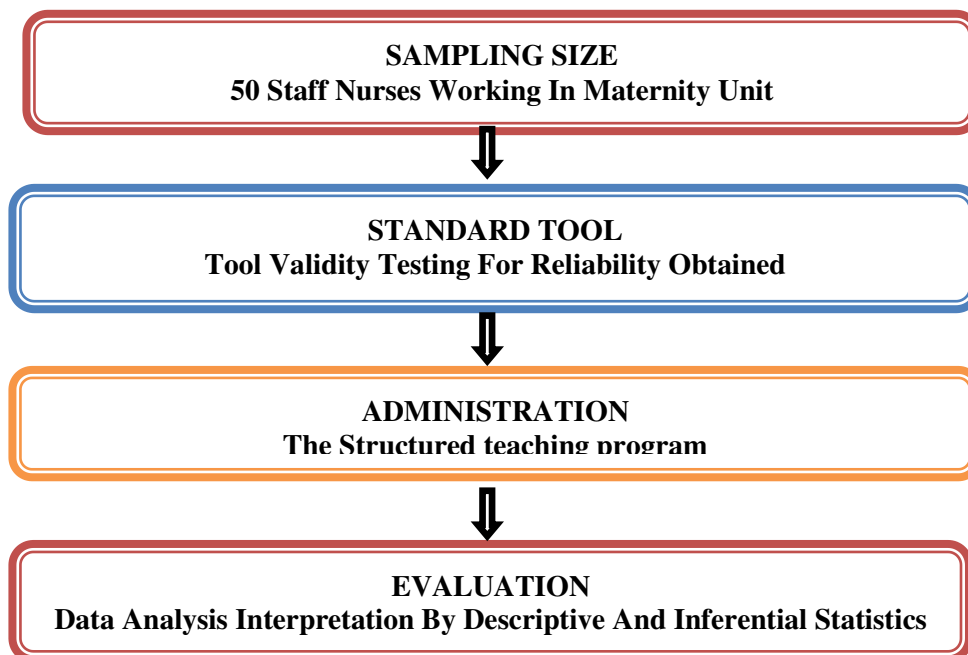 SAMPLING SIZE
50 Staff Nurses Working In Maternity Unit
STANDARD TOOL
Tool Validity Testing For Reliability Obtained
ADMINISTRATION
The Structured teaching program
EVALUATION
Data Analysis Interpretation By Descriptive And Inferential Statistics